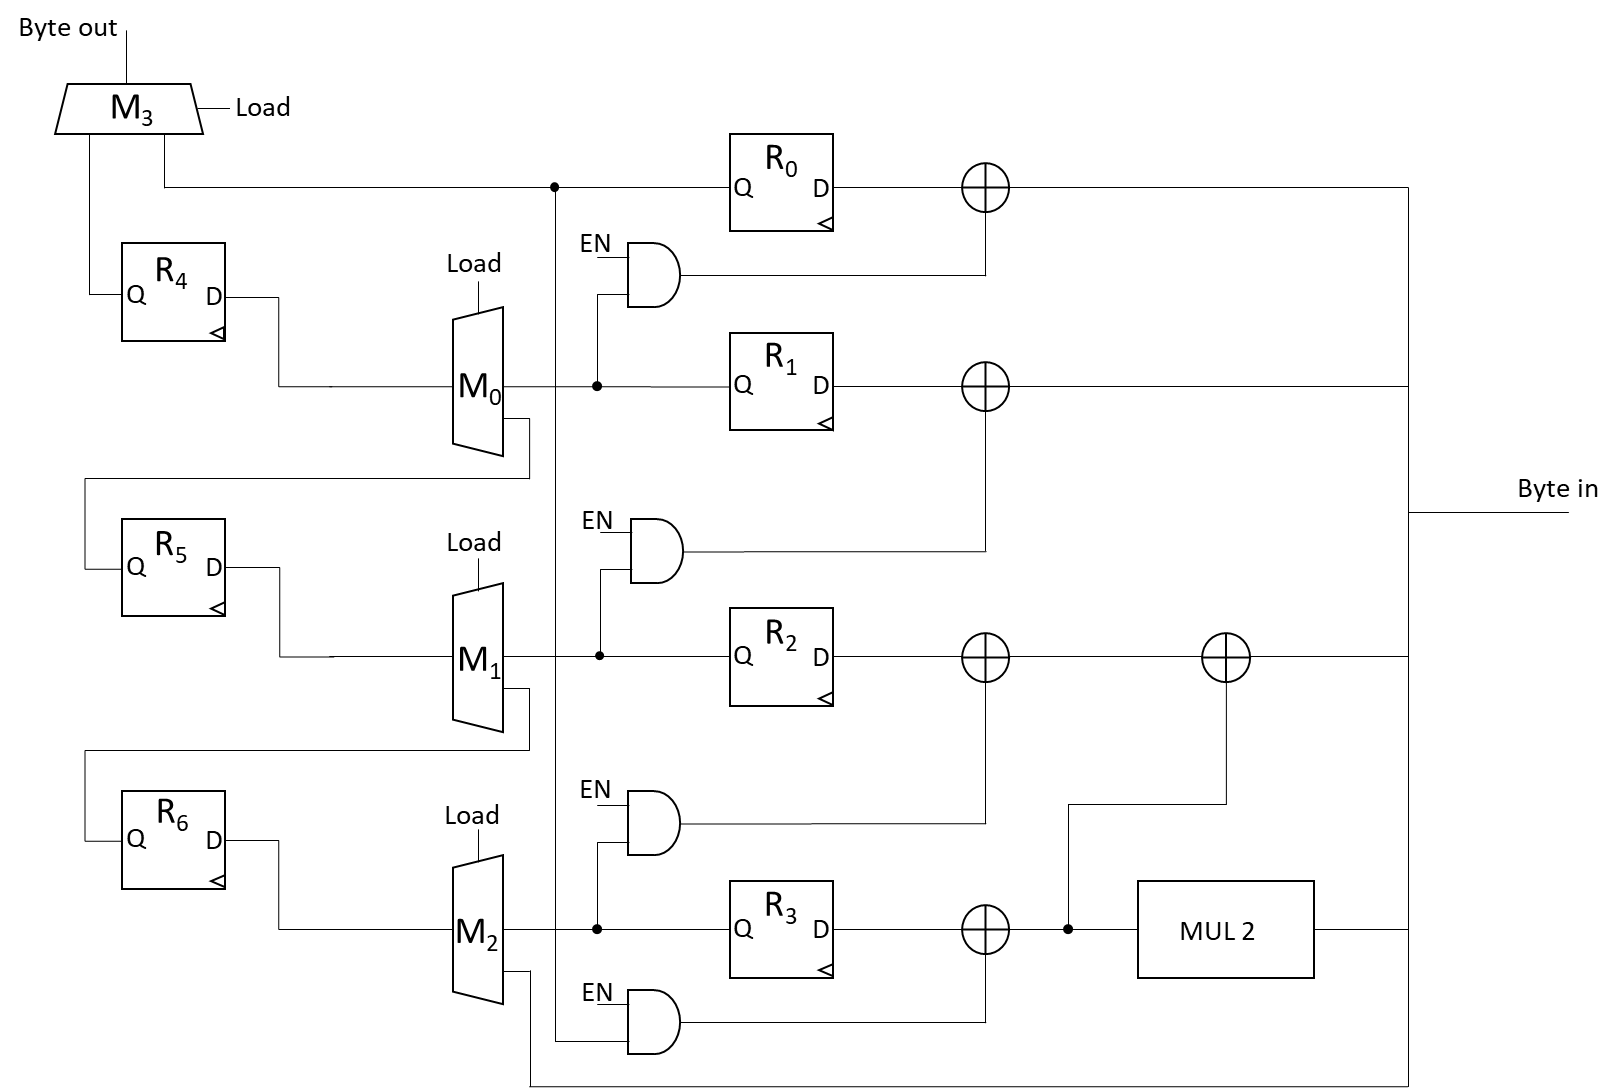 Byte out
M3
Load
R0
Q D
EN
R4
Q D
Load
R1
M0
Q D
Byte in
EN
R5
Q D
Load
R2
M1
Q D
EN
R6
Q D
Load
R3
M2
Q D
MUL 2
EN